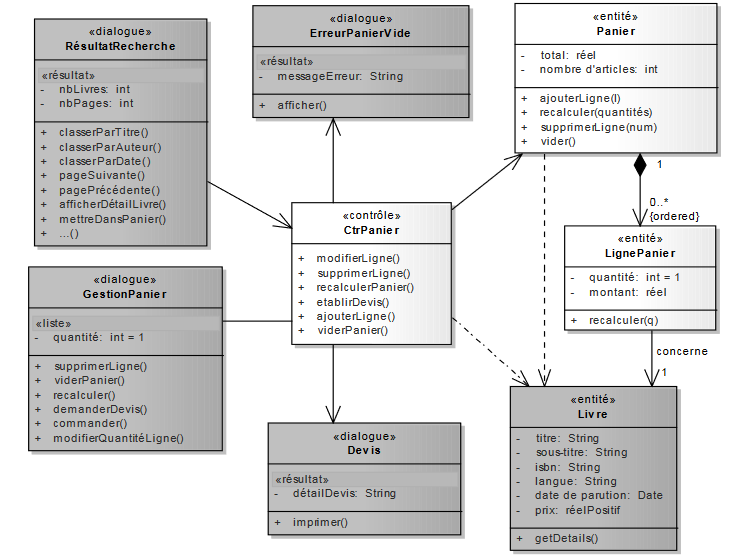 «dialogue»
RésultatRecherche
«résultat»
- nbLivres: int
- nbPages: int
+ classerParTitre()
+ classerParAuteur()
+ classerParDate()
+ pageSuivante()
+ pagePrécédente()
+ afficherDétailLivre()
+ mettreDansPanier()
+ ...()
«dialogue»
ErreurPanierVide
«résultat»
- messageErreur: String
+ afficher()
«entité»
Panier
- total: réel
- nombre d'articles: int
+ ajouterLigne(l)
+ recalculer(quantités)
+ supprimerLigne(num)
+ vider()
1
0..*
{ordered}
«contrôle»
CtrPanier
+ modifierLigne()
+ supprimerLigne()
+ recalculerPanier()
+ etablirDevis()
+ ajouterLigne()
+ viderPanier()
«entité»
LignePanier
- quantité: int = 1
- montant: réel
+ recalculer(q)
concerne
1
«dialogue»
GestionPanier
«liste»
- quantité: int = 1
+ supprimerLigne()
+ viderPanier()
+ recalculer()
+ demanderDevis()
+ commander()
+ modifierQuantitéLigne()
«dialogue»
Devis
«résultat»
- détailDevis: String
+ imprimer()
«entité»
Livre
- titre: String
- sous-titre: String
- isbn: String
- langue: String
- date de parution: Date
- prix: réelPositif
+ getDetails()